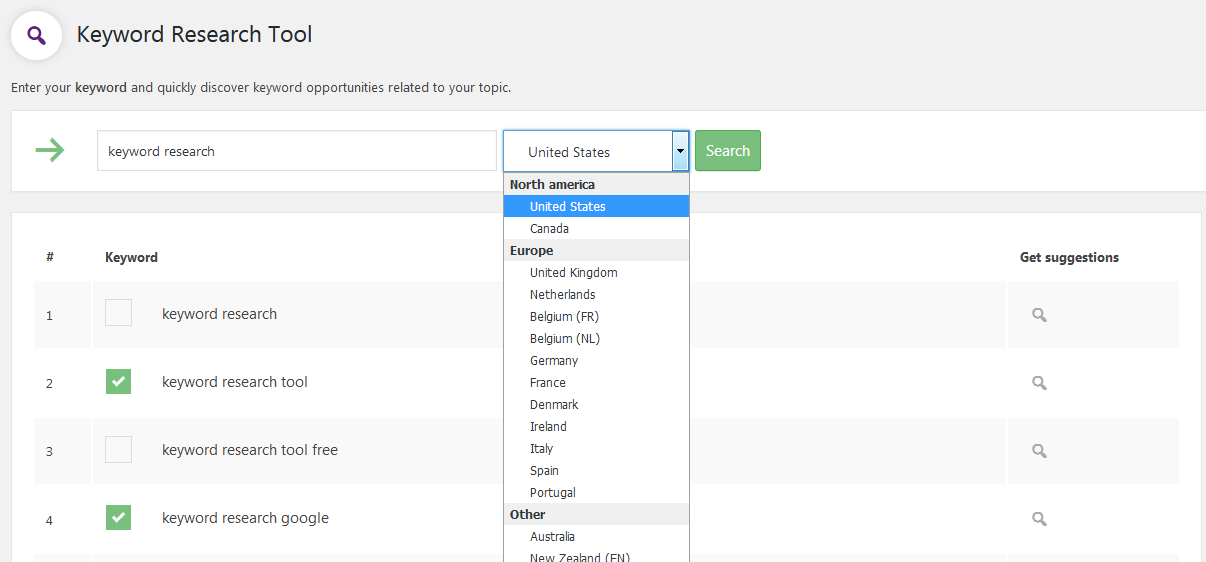 Keyword Research Tool
Enter your keyword and quickly discover keyword opportunities related to your topic.
keyword research United States Search
North america
United States
Canada
Europe
United Kingdom
Netherlands
Belgium (FR)
Belgium (NL)
Germany
France
Denmark
Ireland
Italy
Spain
Portugal
Other
Australia
New Zealand (EN)
# Keyword Get suggestions
1 keyword research
2 keyword research tool
3 keyword research tool free
4 keyword research google